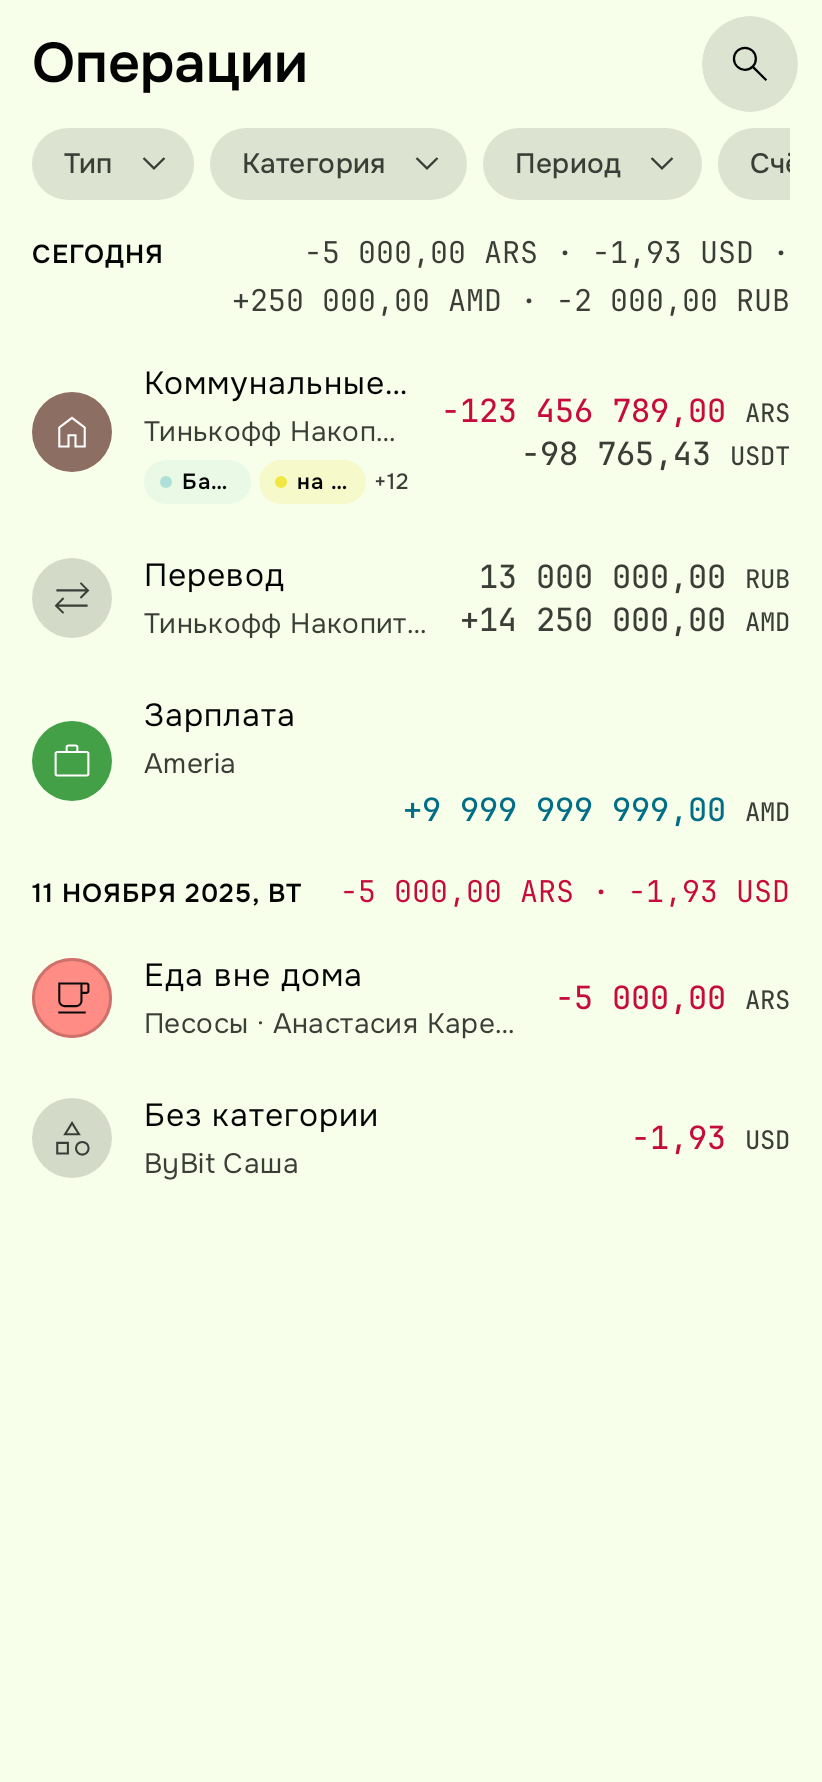 Операции
Тип Категория Период Счё
СЕГОДНЯ -5 000,00 ARS · -1,93 USD ·
+250 000,00 AMD · -2 000,00 RUB
Коммунальные...
-123 456 789,00 ARS
Тинькофф Накоп...
-98 765,43 USDT
Ба... на ... +12
Перевод 13 000 000,00 RUB
Тинькофф Накопит... +14 250 000,00 AMD
Зарплата
Ameria
+9 999 999 999,00 AMD
11 НОЯБРЯ 2025, ВТ -5 000,00 ARS · -1,93 USD
Еда вне дома
-5 000,00 ARS
Песосы · Анастасия Каре...
Без категории
-1,93 USD
ByBit Саша